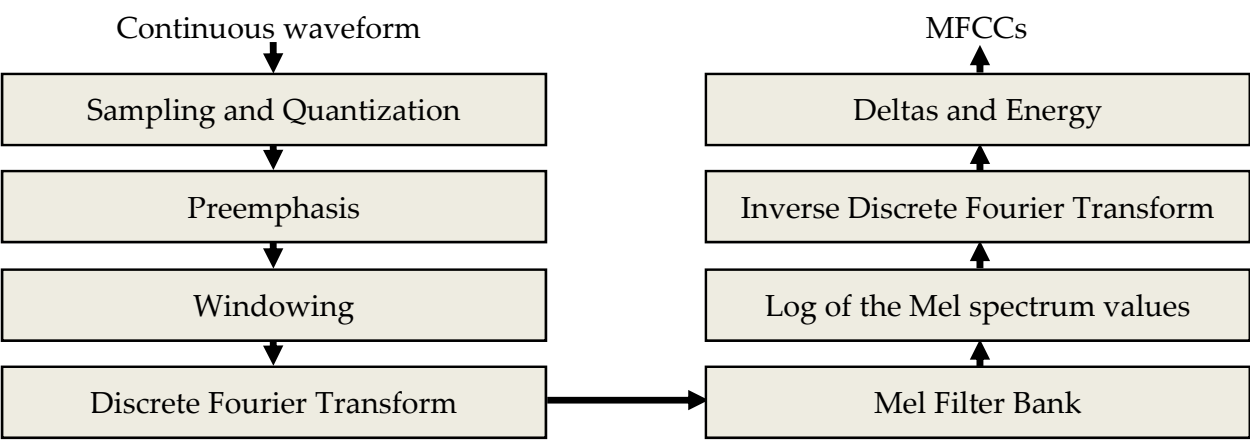 Continuous waveform
Sampling and Quantization
Preemphasis
Windowing
Discrete Fourier Transform
Mel Filter Bank
Log of the Mel spectrum values
Inverse Discrete Fourier Transform
Deltas and Energy
MFCCs